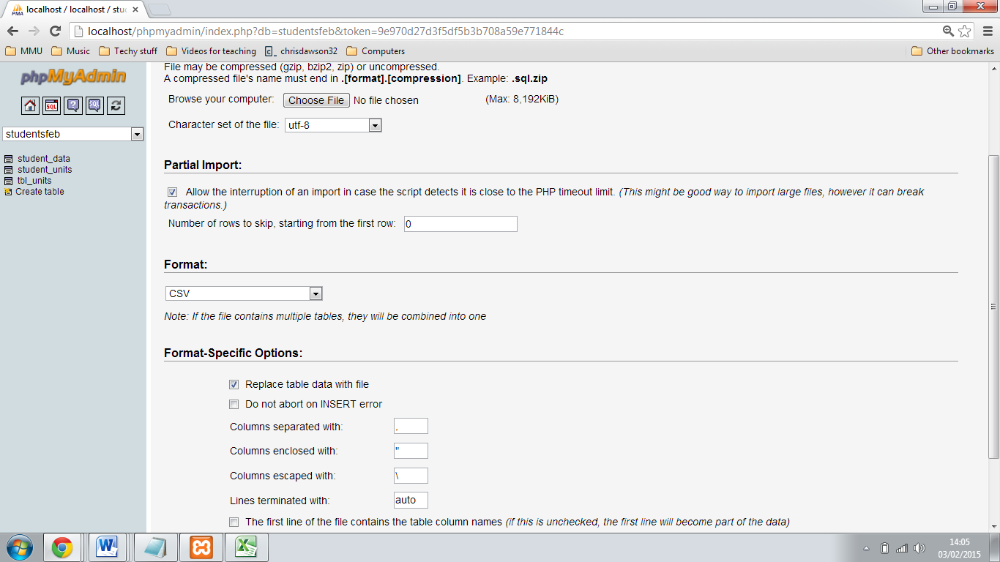 localhost / localhost / stu
localhost/phpmyadmin/index.php?db=studentsfeb&token=9e970d27d3f5df5b3b708a59e771844c
MMU Music Techy stuff Videos for teaching chrisdawson32 Computers Other bookmarks
phpMyAdmin
SQL
studentsfeb
student_data
student_units
tbl_units
Create table
File may be compressed (gzip, bzip2, zip) or uncompressed.
A compressed file's name must end in .[format].[compression]. Example: .sql.zip
Browse your computer: Choose File No file chosen (Max: 8,192KiB)
Character set of the file: utf-8
Partial Import:
Allow the interruption of an import in case the script detects it is close to the PHP timeout limit. (This might be good way to import large files, however it can break
transactions.)
Number of rows to skip, starting from the first row: 0
Format:
CSV
Note: If the file contains multiple tables, they will be combined into one
Format-Specific Options:
Replace table data with file
Do not abort on INSERT error
Columns separated with: ,
Columns enclosed with: "
Columns escaped with: \
Lines terminated with: auto
The first line of the file contains the table column names (if this is unchecked, the first line will become part of the data)
14:05
03/02/2015